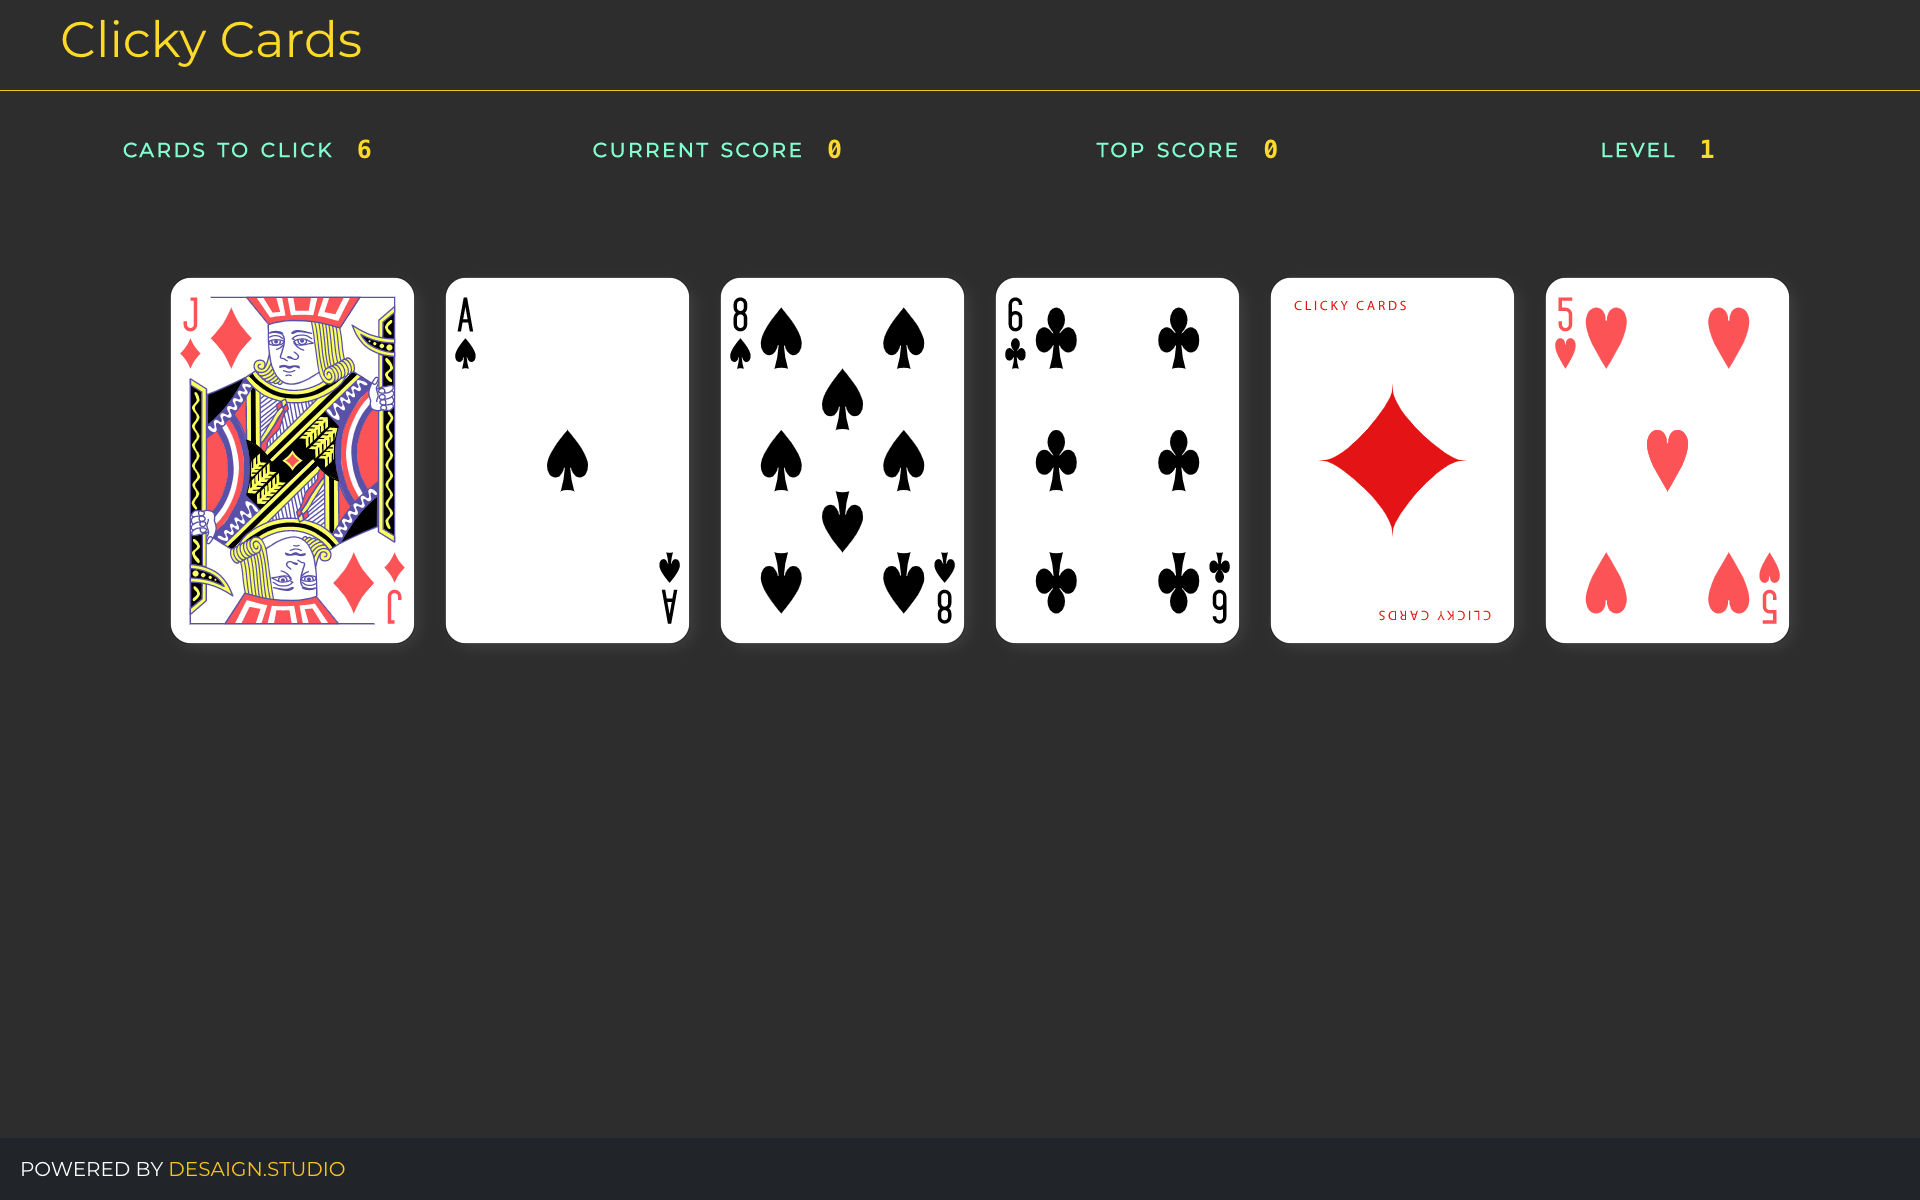 Clicky Cards
CARDS TO CLICK 6
CURRENT SCORE 0
TOP SCORE 0
LEVEL 1
J
J
A
A
8
8
6
6
CLICKY CARDS
CLICKY CARDS
5
5
POWERED BY DESAIGN.STUDIO